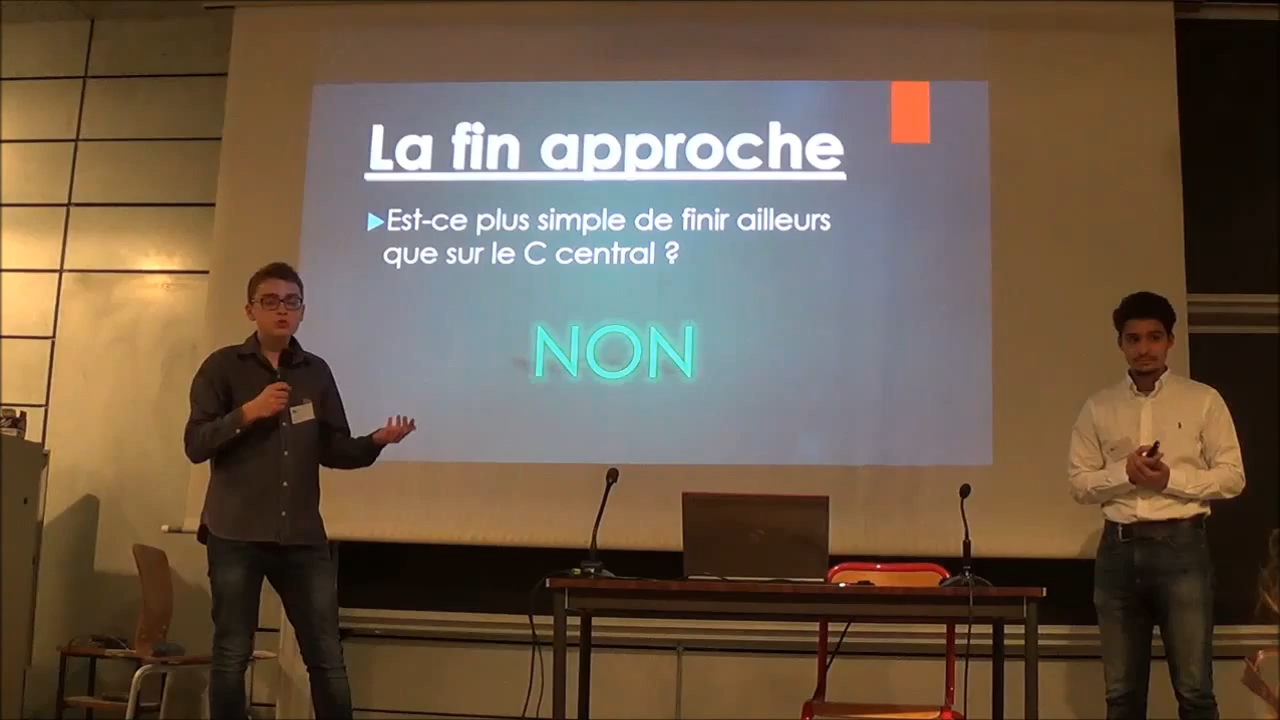 La fin approche
Est-ce plus simple de finir ailleurs
que sur le C central ?
NON